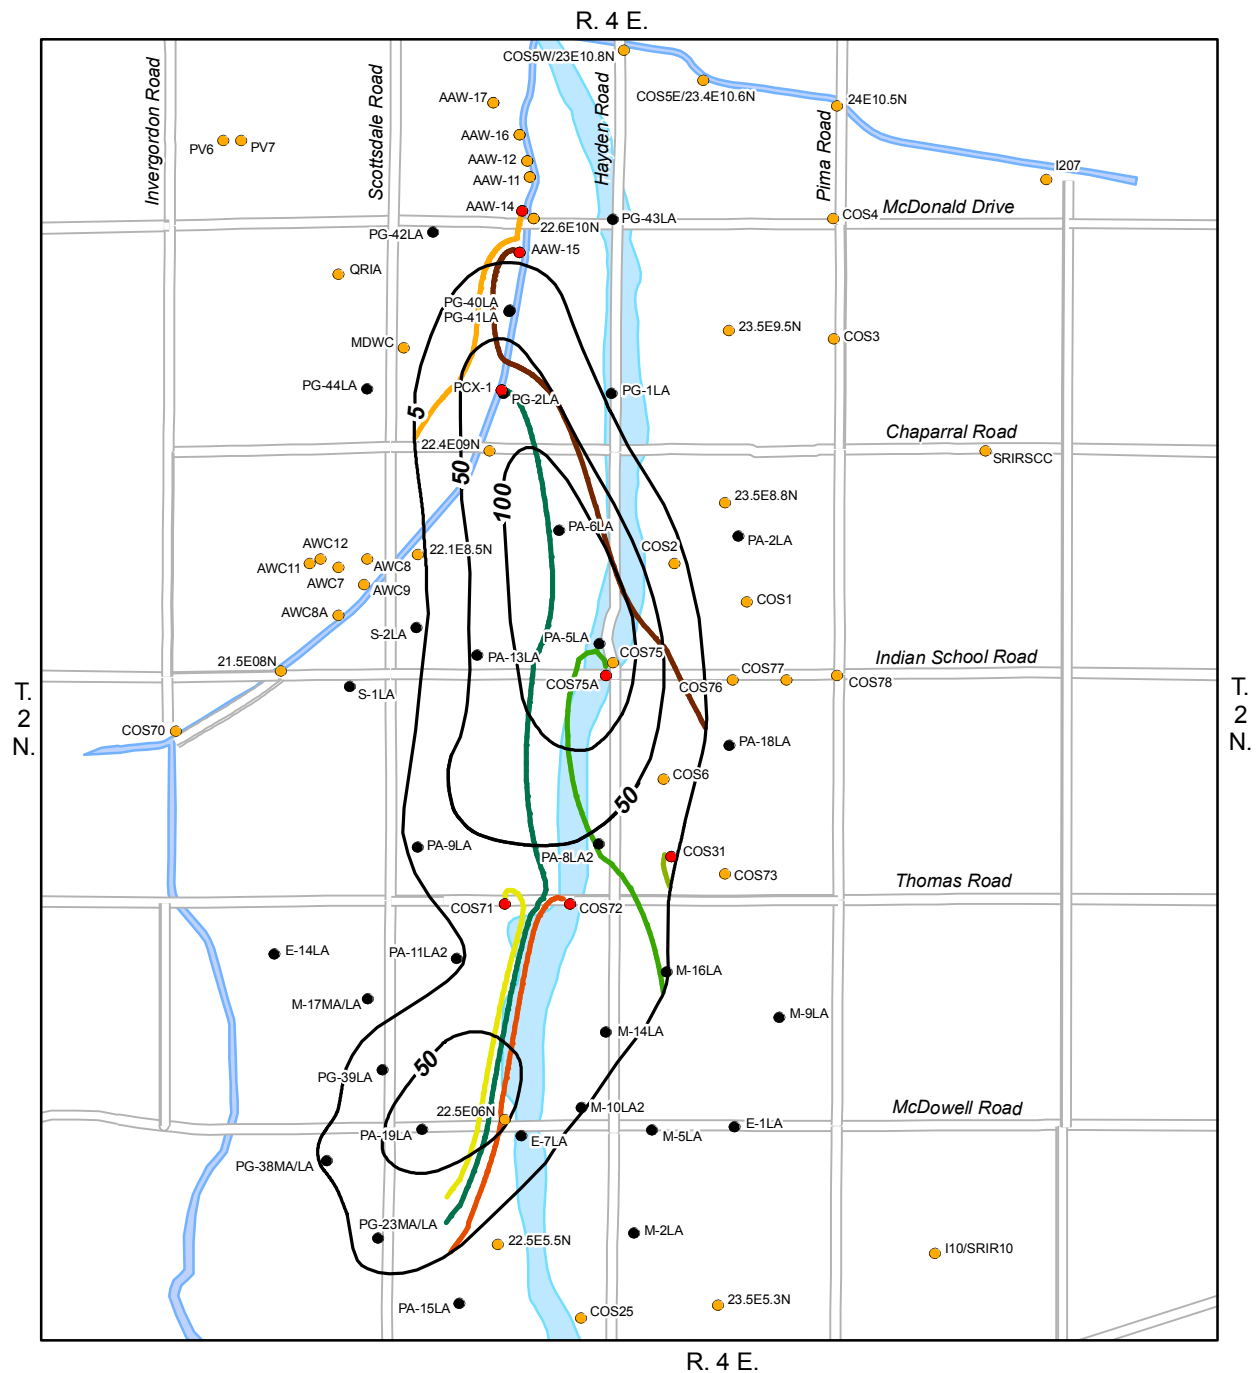 R. 4 E.
COS5W/23E10.8N
Invergordon Road
Scottsdale Road
Hayden Road
Pima Road
AAW-17
COS5E/23.4E10.6N
24E10.5N
AAW-16
PV6
PV7
AAW-12
I207
AAW-11
AAW-14
McDonald Drive
COS4
PG-43LA
22.6E10N
PG-42LA
AAW-15
QRIA
PG-40LA
PG-41LA
23.5E9.5N
COS3
MDWC
PG-44LA
PCX-1
PG-2LA
PG-1LA
5
Chaparral Road
22.4E09N
SRIRSCC
50
100
23.5E8.8N
PA-6LA
PA-2LA
AWC12
22.1E8.5N
COS2
AWC11
AWC8
AWC7
AWC9
COS1
AWC8A
S-2LA
PA-5LA
21.5E08N
PA-13LA
COS75
Indian School Road
COS77
COS75A
COS76
COS78
S-1LA
T.
2
N.
T.
2
N.
COS70
PA-18LA
COS6
50
PA-9LA
PA-8LA2
COS31
COS73
Thomas Road
COS71
COS72
E-14LA
PA-11LA2
M-16LA
M-17MA/LA
M-9LA
M-14LA
50
PG-39LA
22.5E06N
M-10LA2
McDowell Road
PA-19LA
E-7LA
M-5LA
E-1LA
PG-38MA/LA
PG-23MA/LA
M-2LA
22.5E5.5N
I10/SRIR10
PA-15LA
COS25
23.5E5.3N
R. 4 E.